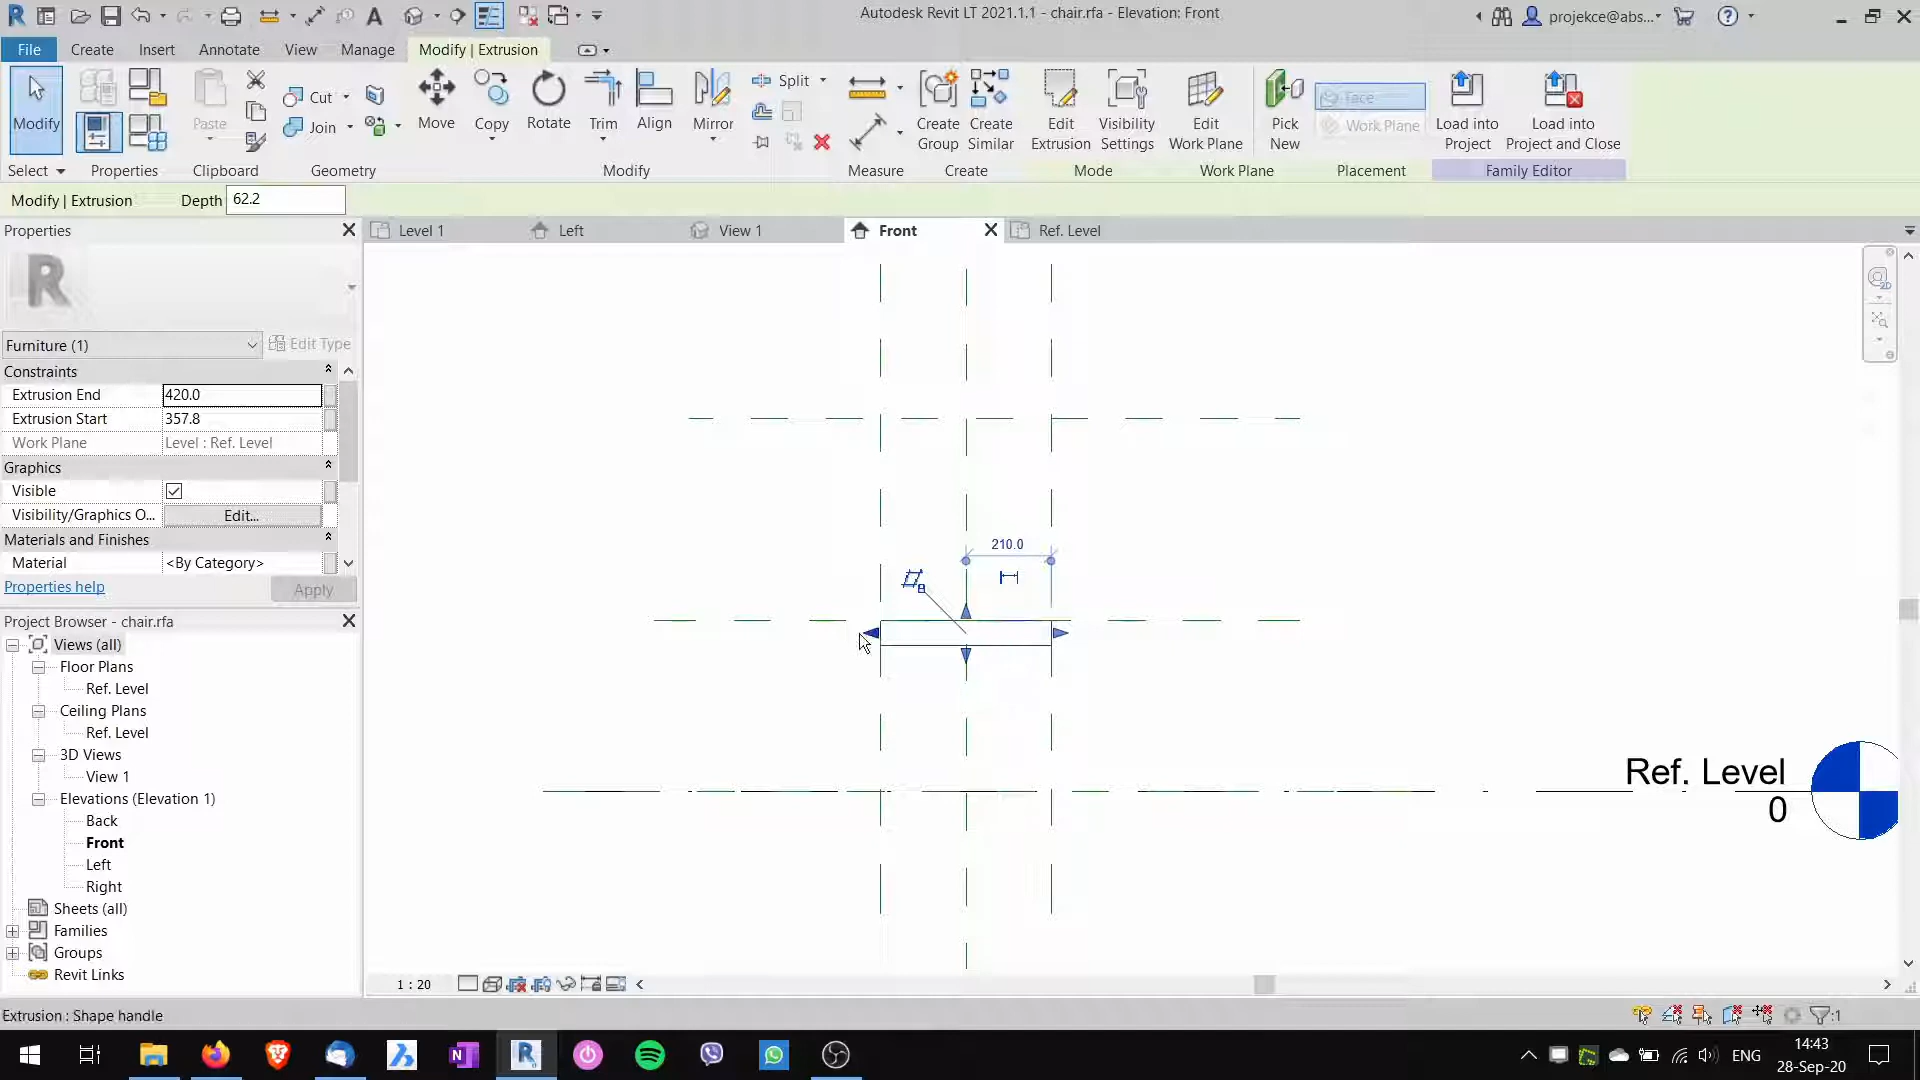 Autodesk Revit LT 2021.1.1 - chair.rfa - Elevation: Front
projekce@abs...
File
Create
Insert
Annotate
View
Manage
Modify | Extrusion
Modify
Paste
Cut
Join
Move
Copy
Rotate
Trim
Align
Mirror
Split
Create
Group
Create
Similar
Edit
Extrusion
Visibility
Settings
Edit
Work Plane
Pick
New
Face
Work Plane
Load into
Project
Load into
Project and Close
Select
Properties
Clipboard
Geometry
Modify
Measure
Create
Mode
Work Plane
Placement
Family Editor
Modify | Extrusion
Depth 62.2
Properties
Level 1
Left
View 1
Front
Ref. Level
Furniture (1)
Edit Type
Constraints
Extrusion End 420.0
Extrusion Start 357.8
Work Plane Level : Ref. Level
Graphics
Visible
Visibility/Graphics O... Edit...
Materials and Finishes
Material <By Category>
Properties help
Apply
Project Browser - chair.rfa
Views (all)
Floor Plans
Ref. Level
Ceiling Plans
Ref. Level
3D Views
View 1
Elevations (Elevation 1)
Back
Front
Left
Right
Sheets (all)
Families
Groups
Revit Links
210.0
Ref. Level
0
1 : 20
Extrusion : Shape handle
:1
ENG
14:43
28-Sep-20